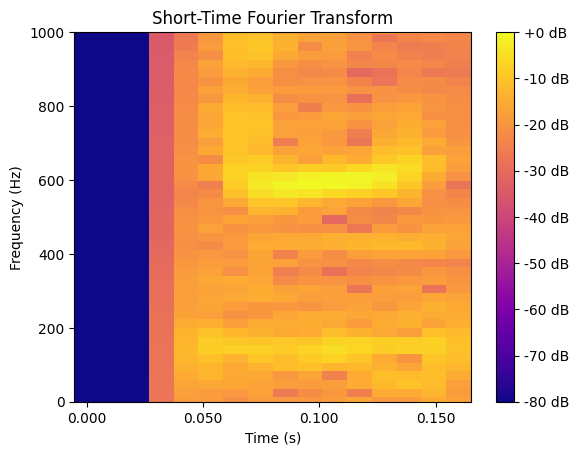 Short-Time Fourier Transform
1000
800
600
400
200
0
Frequency (Hz)
0.000
0.050
0.100
0.150
Time (s)
+0 dB
-10 dB
-20 dB
-30 dB
-40 dB
-50 dB
-60 dB
-70 dB
-80 dB